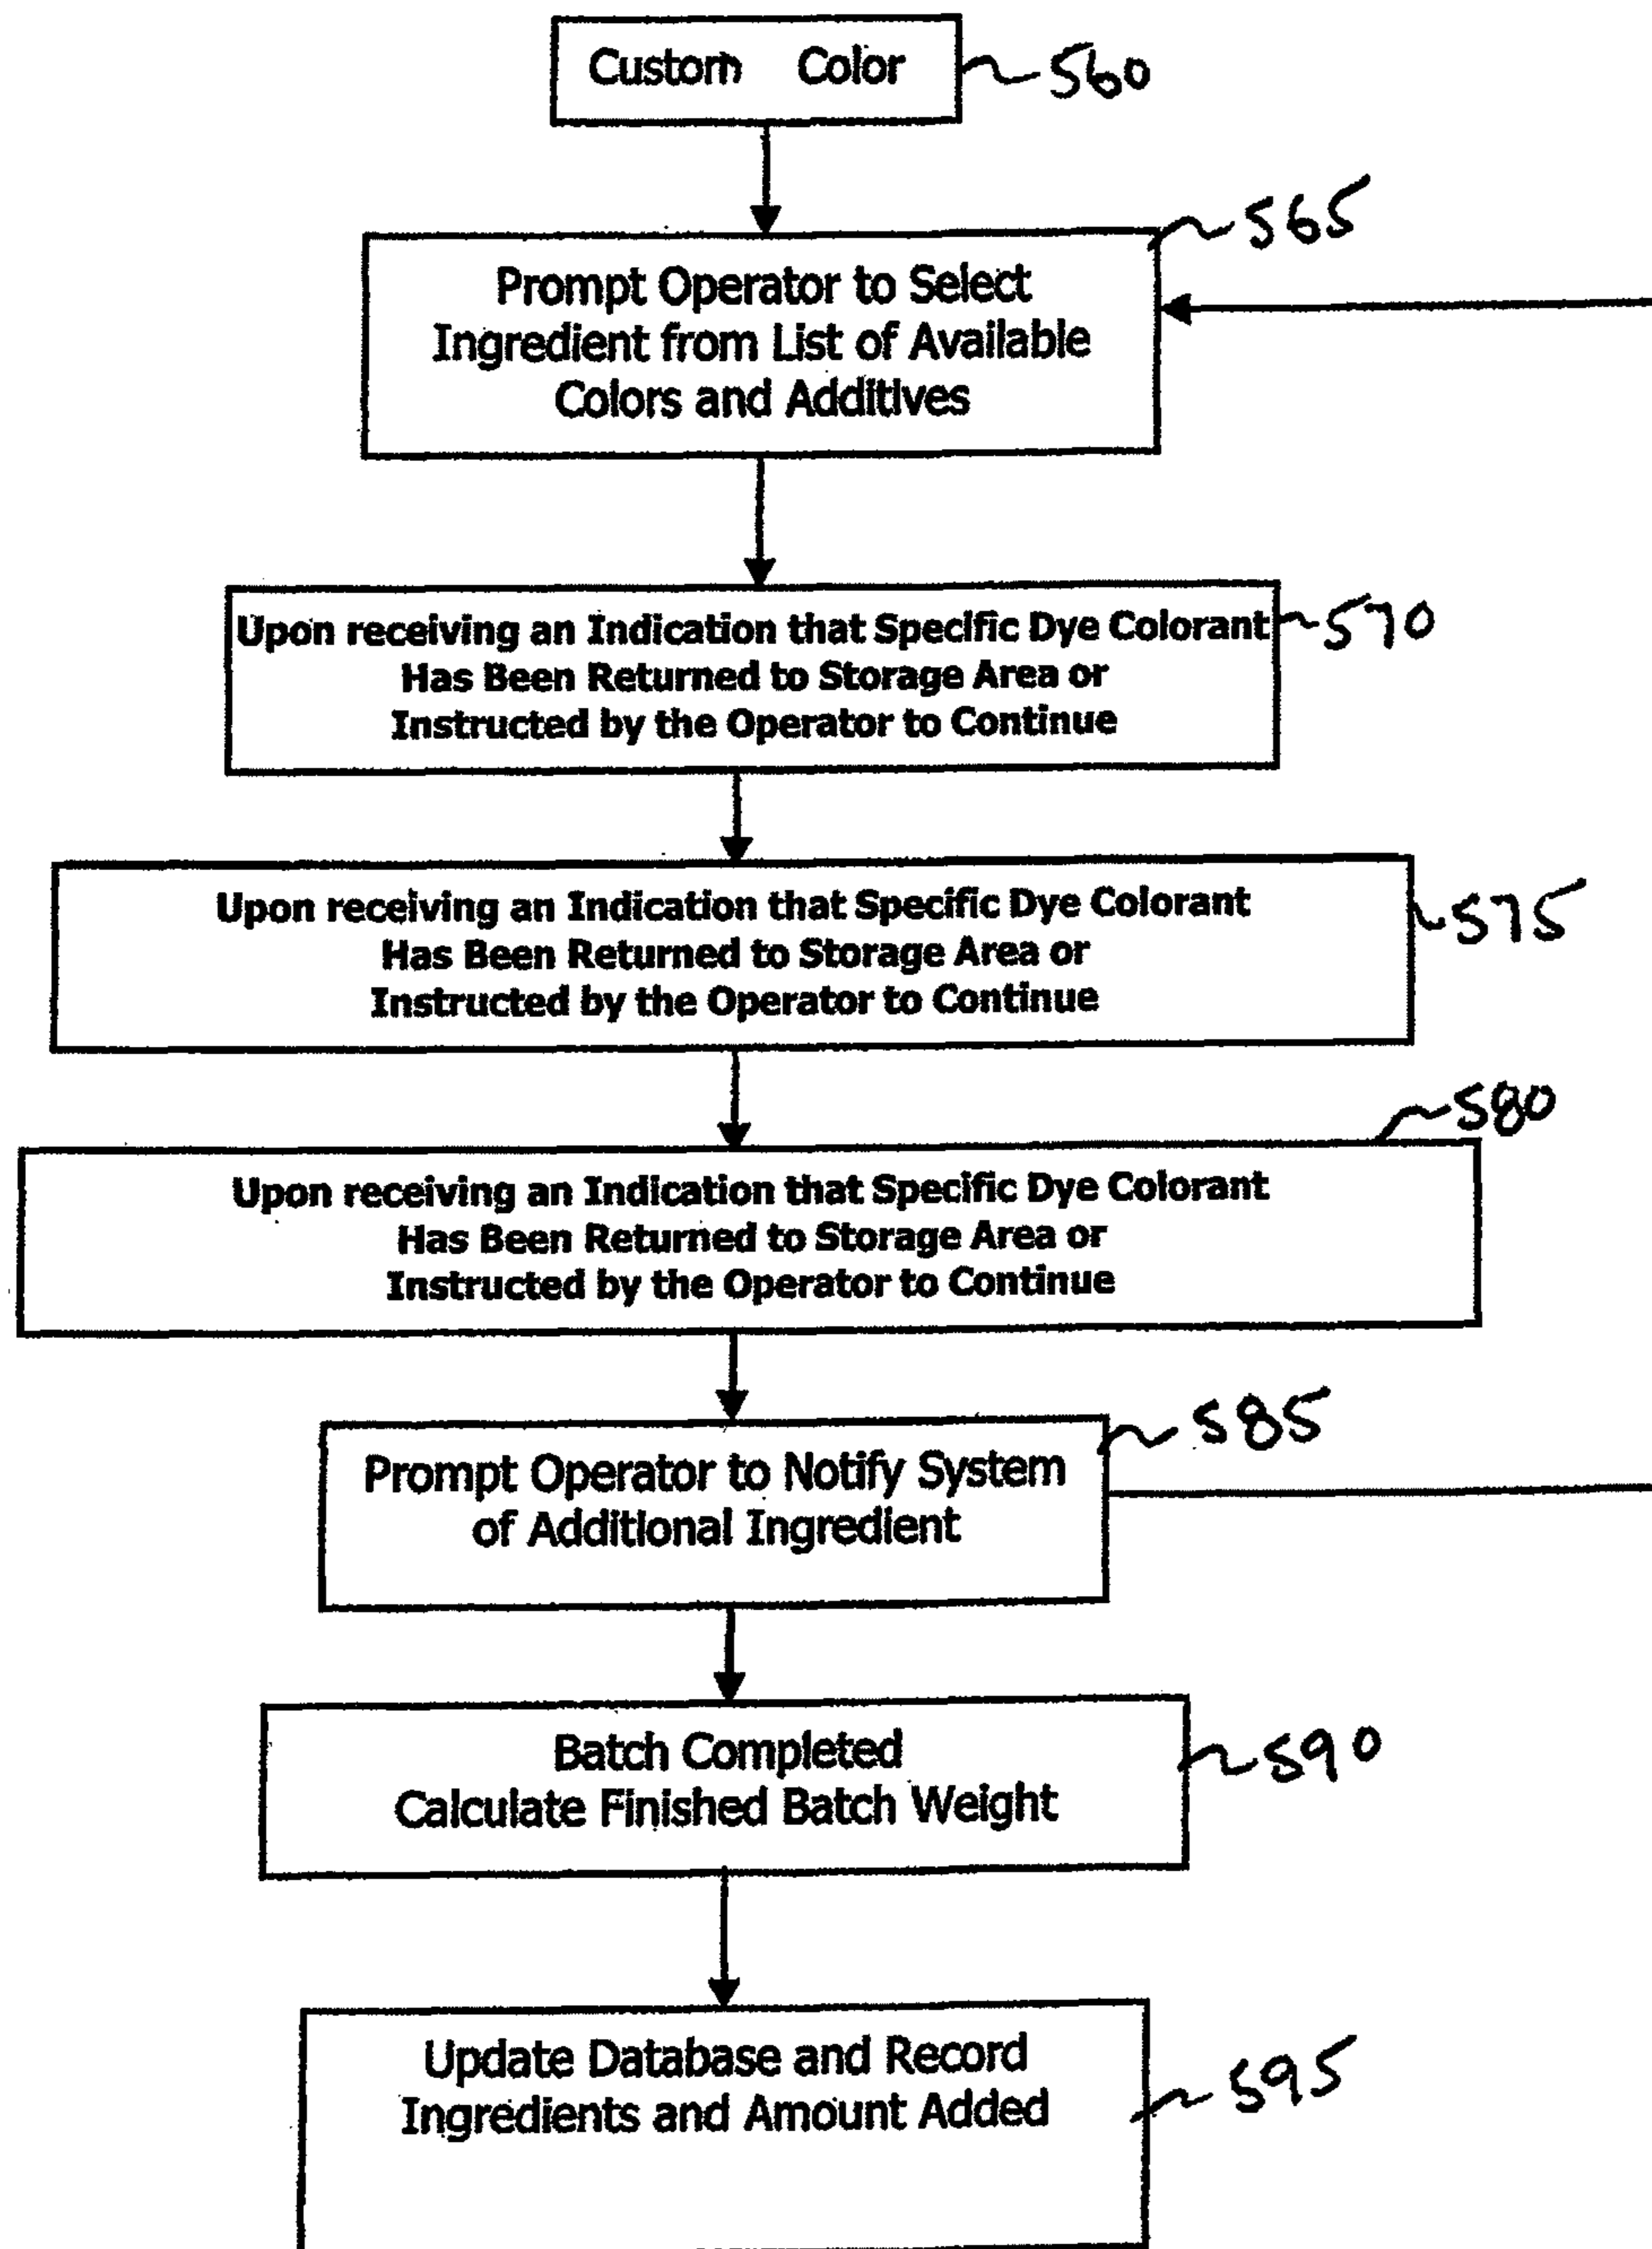 Custom Color
560
565
Prompt Operator to Select
Ingredient from List of Available
Colors and Additives
Upon receiving an Indication that Specific Dye Colorant
570
Has Been Returned to Storage Area or
Instructed by the Operator to Continue
Upon receiving an Indication that Specific Dye Colorant
575
Has Been Returned to Storage Area or
Instructed by the Operator to Continue
580
Upon receiving an Indication that Specific Dye Colorant
Has Been Returned to Storage Area or
Instructed by the Operator to Continue
585
Prompt Operator to Notify System
of Additional Ingredient
Batch Completed
590
Calculate Finished Batch Weight
Update Database and Record
595
Ingredients and Amount Added